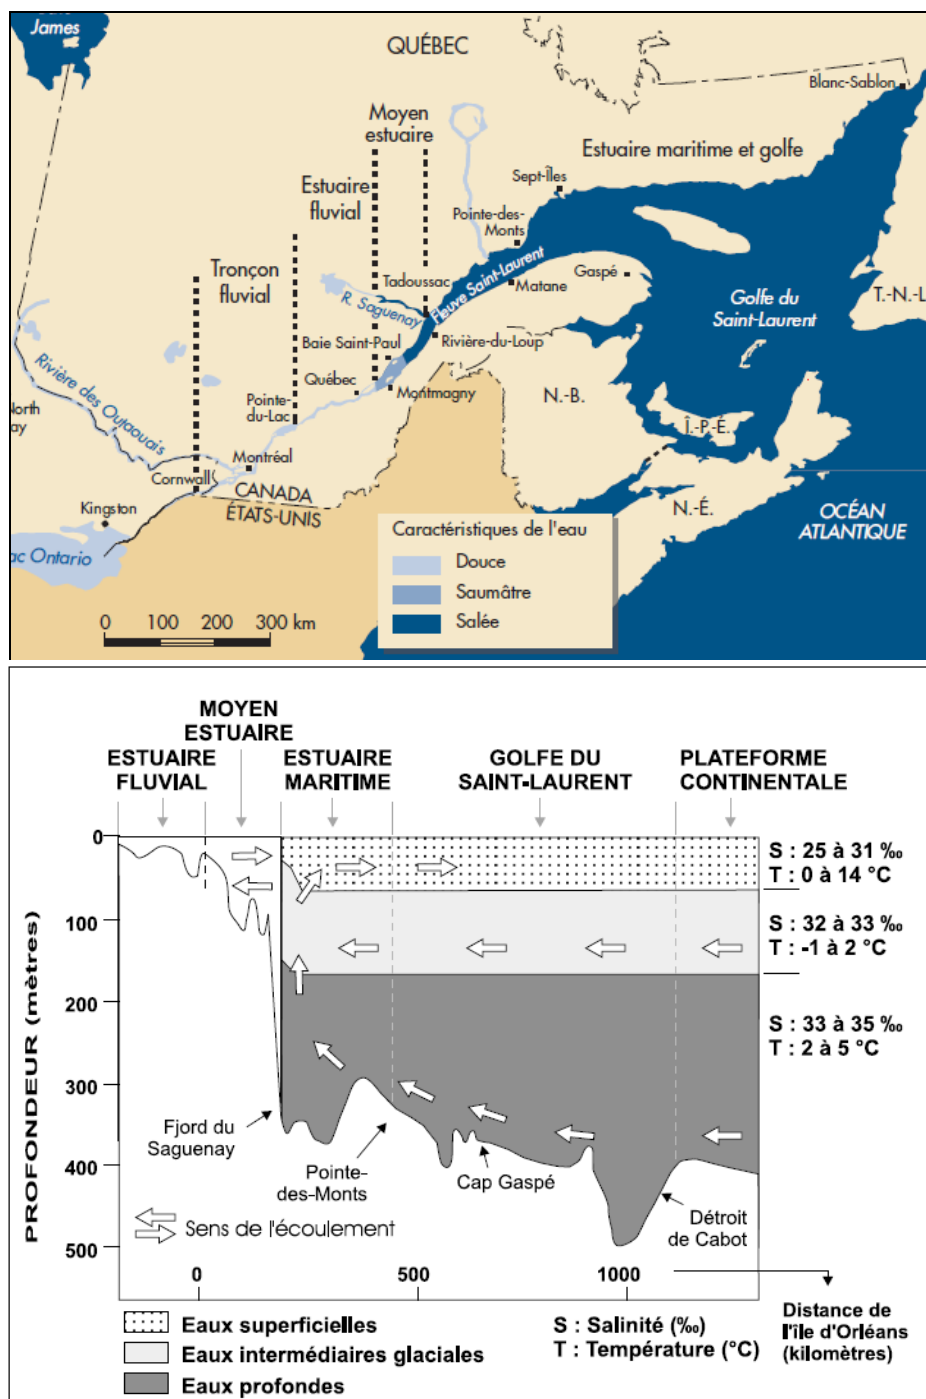 James
QUÉBEC
Blanc-Sablon
Moyen
estuaire
Estuaire maritime et golfe
Sept-Îles
Estuaire
fluvial
Pointe-des-
Monts
Tronçon
fluvial
Tadoussac
Fleuve Saint-Laurent
Matane
Gaspé
R. Saguenay
Golfe du
Saint-Laurent
T.-N.-L
Baie Saint-Paul
Rivière-du-Loup
Rivière des Outaouais
Québec
Montmagny
N.-B.
Pointe-
du-Lac
Î.-P.-É.
North
ay
Montréal
Cornwall
CANADA
ÉTATS-UNIS
N.-É.
Kingston
OCÉAN
ATLANTIQUE
ac Ontario
Caractéristiques de l'eau
Douce
Saumâtre
Salée
0 100 200 300 km
MOYEN
ESTUAIRE
ESTUAIRE
FLUVIAL
ESTUAIRE
MARITIME
GOLFE DU
SAINT-LAURENT
PLATEFORME
CONTINENTALE
PROFONDEUR (mètres)
0
100
200
300
400
500
S : 25 à 31 ‰
T : 0 à 14 °C
S : 32 à 33 ‰
T : -1 à 2 °C
S : 33 à 35 ‰
T : 2 à 5 °C
Fjord du
Saguenay
Pointe-
des-Monts
Cap Gaspé
Détroit
de Cabot
Sens de l'écoulement
0 500 1000
Distance de
l'île d'Orléans
(kilomètres)
Eaux superficielles
Eaux intermédiaires glaciales
Eaux profondes
S : Salinité (‰)
T : Température (°C)